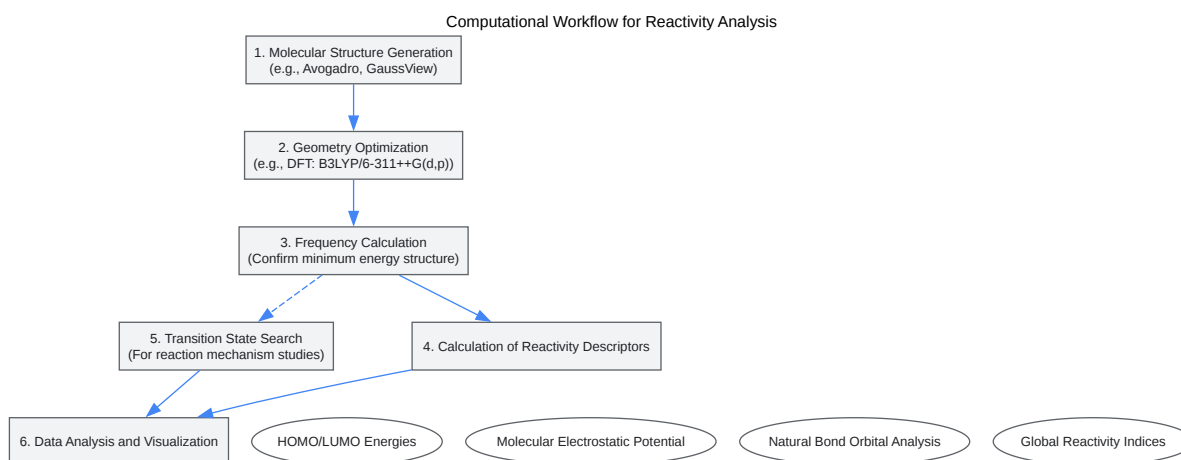 Computational Workflow for Reactivity Analysis
1. Molecular Structure Generation
(e.g., Avogadro, GaussView)
2. Geometry Optimization
(e.g., DFT: B3LYP/6-311++G(d,p))
3. Frequency Calculation
(Confirm minimum energy structure)
5. Transition State Search
(For reaction mechanism studies)
4. Calculation of Reactivity Descriptors
6. Data Analysis and Visualization
HOMO/LUMO Energies
Molecular Electrostatic Potential
Natural Bond Orbital Analysis
Global Reactivity Indices